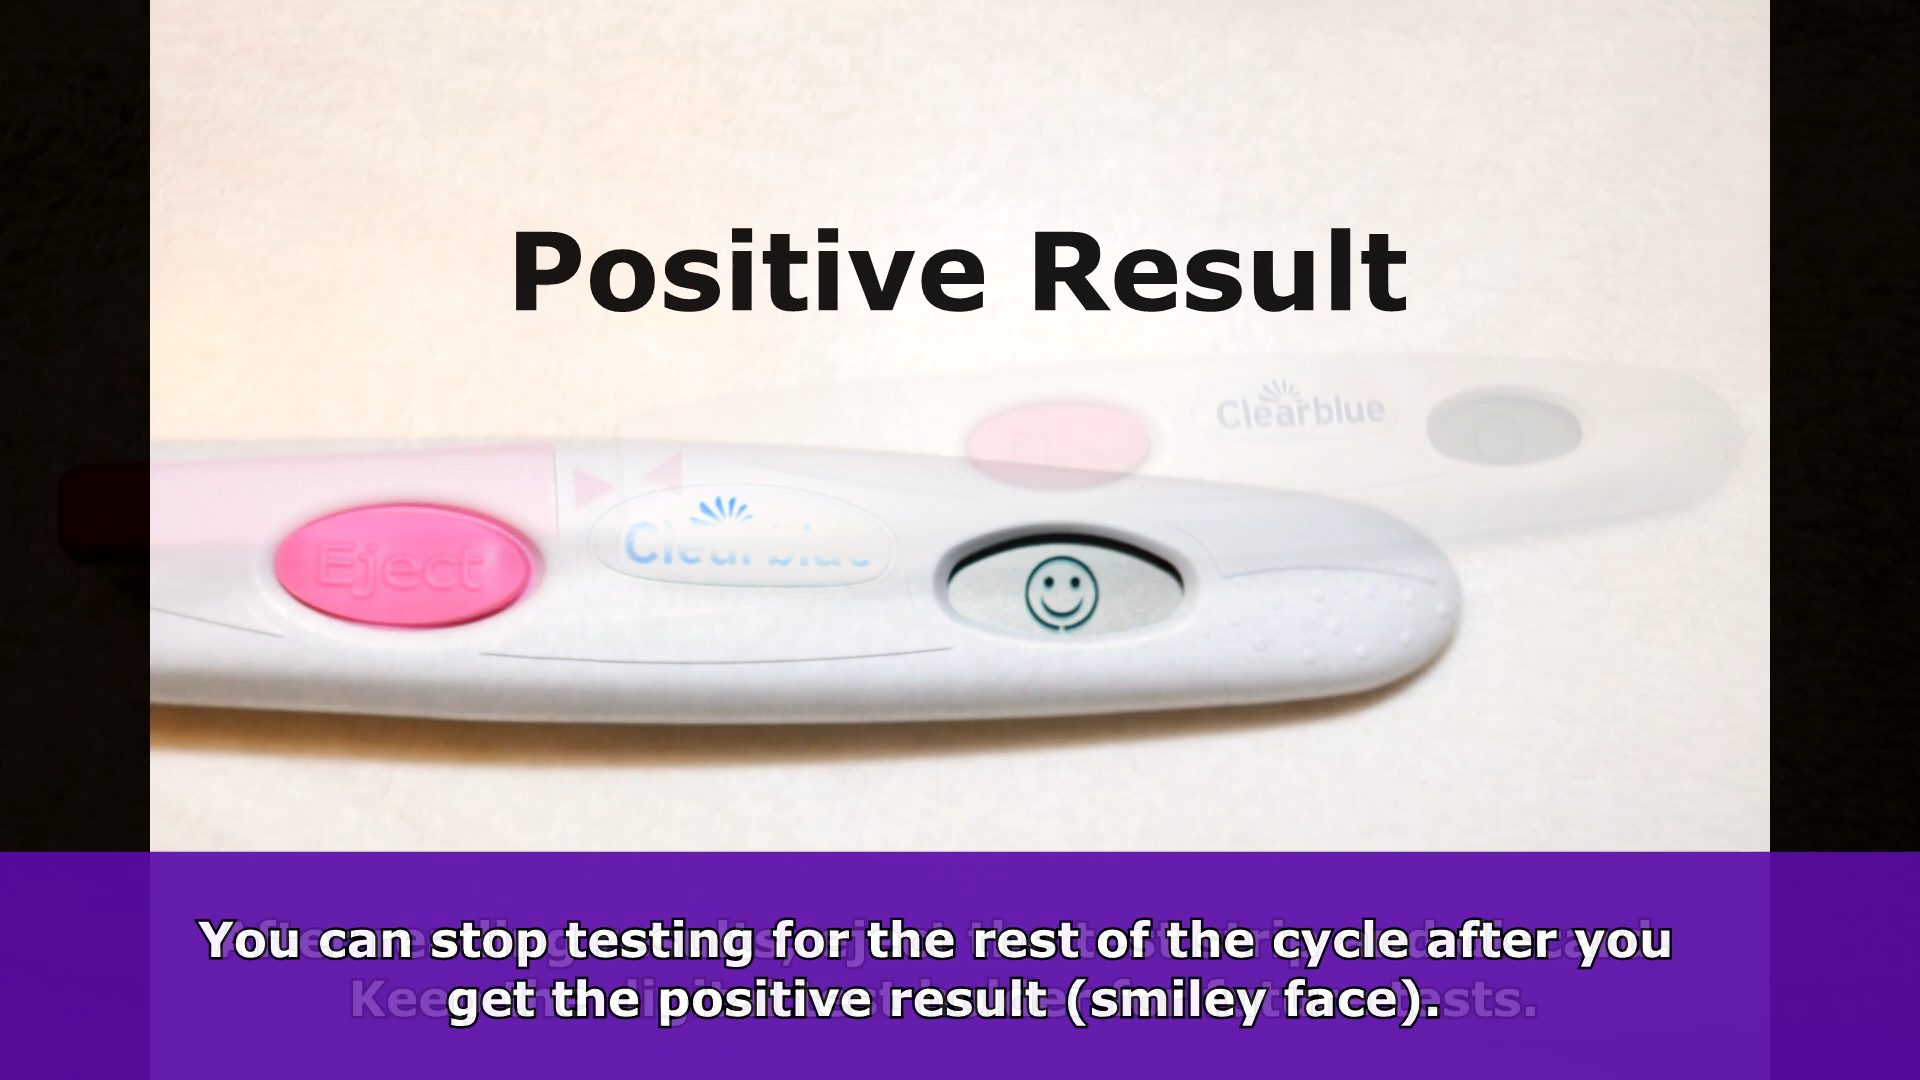 Positive Result
Clearblue
Eject
Clearblue
You can stop testing for the rest of the cycle after you
get the positive result (smiley face).